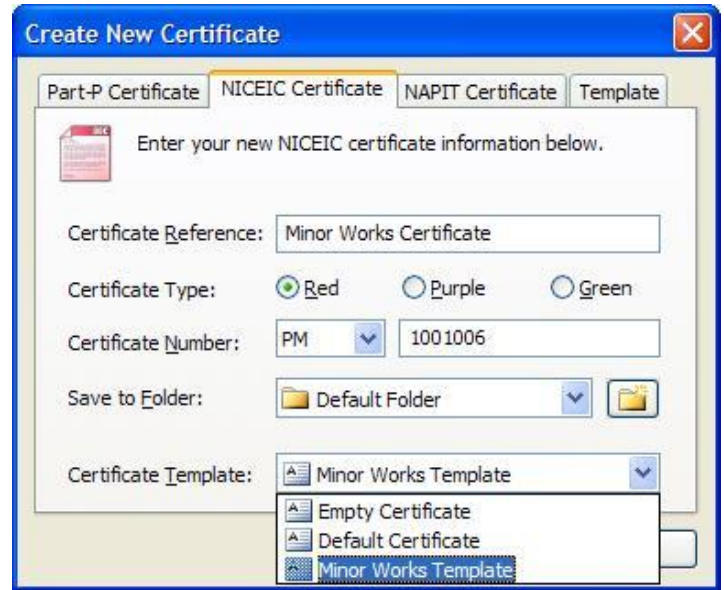 Create New Certificate
Part-P Certificate NICEIC Certificate NAPIT Certificate Template
Enter your new NICEIC certificate information below.
Certificate Reference: Minor Works Certificate
Certificate Type: Red Purple Green
Certificate Number: PM 1001006
Save to Folder: Default Folder
Certificate Template: Minor Works Template
Empty Certificate
Default Certificate
Minor Works Template